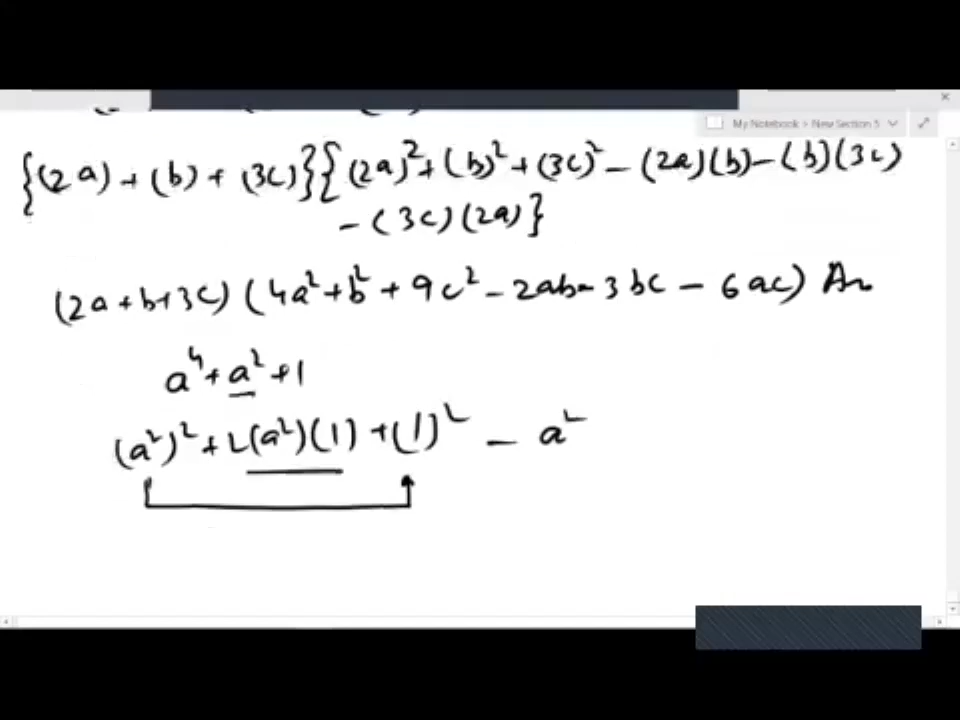 My Notebook > New Section 5
{(2a)+(b)+(3c)}{(2a)²+(b)²+(3c)²-(2a)(b)-(b)(3c)
-(3c)(2a)}
(2a+b+3c)(4a²+b²+9c²-2ab-3bc-6ac) An
a⁴+a²+1
(a²)²+2(a²)(1)+(1)²-a²